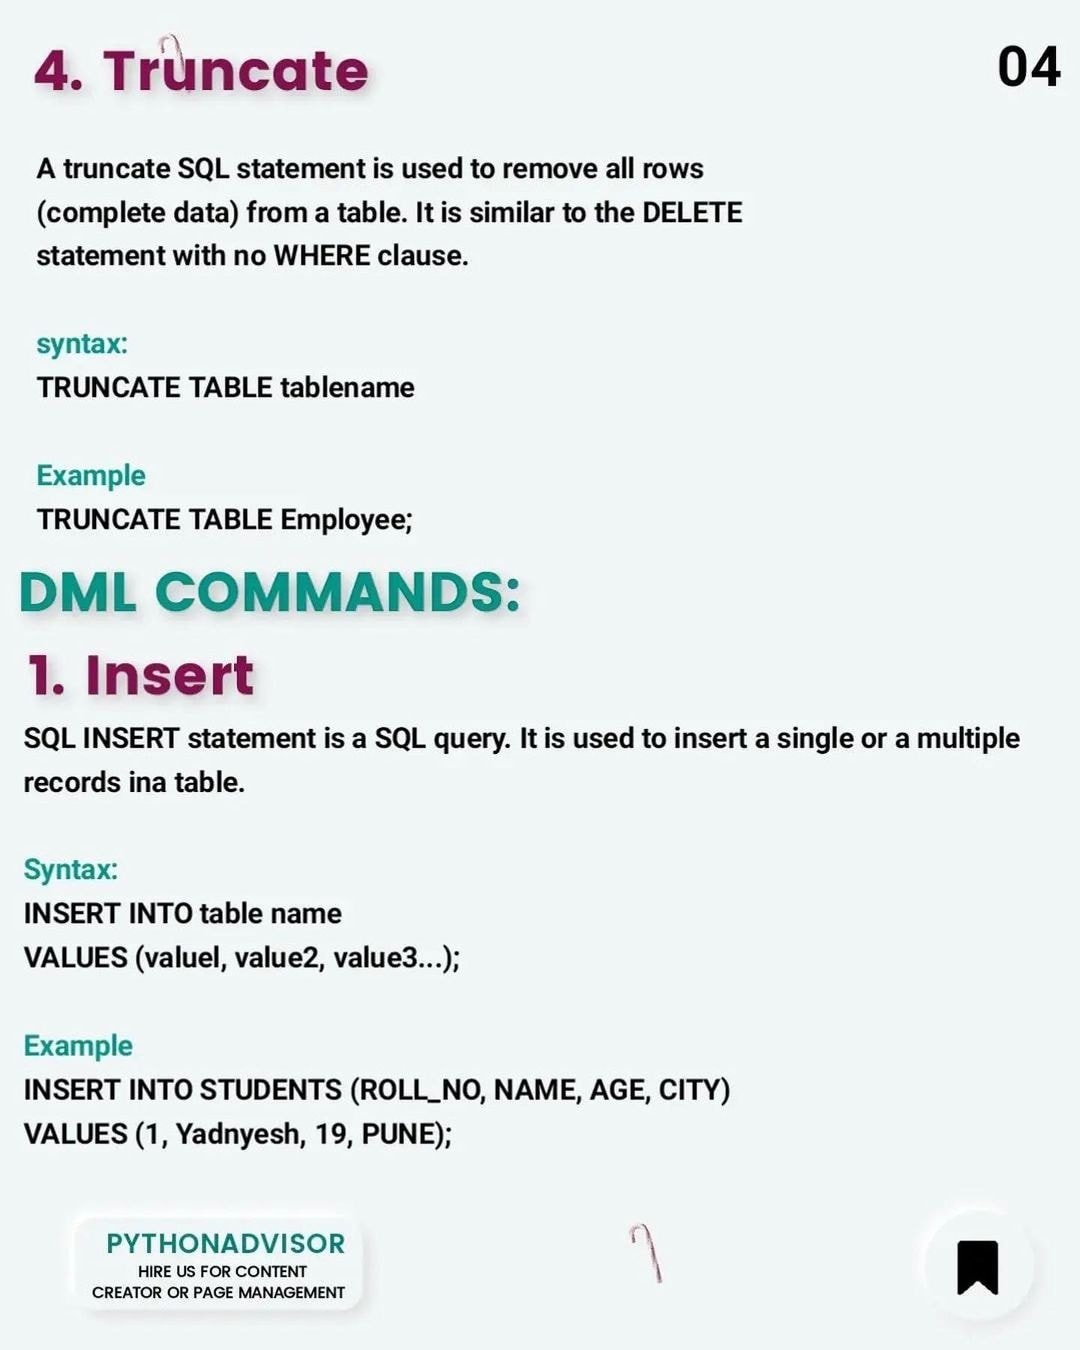 4. Truncate
04
A truncate SQL statement is used to remove all rows
(complete data) from a table. It is similar to the DELETE
statement with no WHERE clause.
syntax:
TRUNCATE TABLE tablename
Example
TRUNCATE TABLE Employee;
DML COMMANDS:
1. Insert
SQL INSERT statement is a SQL query. It is used to insert a single or a multiple
records ina table.
Syntax:
INSERT INTO table name
VALUES (valuel, value2, value3...);
Example
INSERT INTO STUDENTS (ROLL_NO, NAME, AGE, CITY)
VALUES (1, Yadnyesh, 19, PUNE);
PYTHONADVISOR
HIRE US FOR CONTENT
CREATOR OR PAGE MANAGEMENT